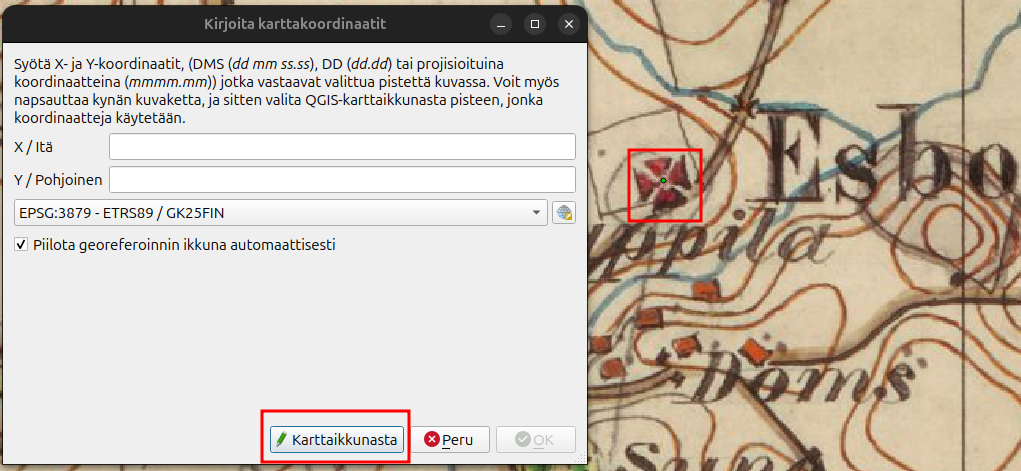 Kirjoita karttakoordinaatit
Syötä X- ja Y-koordinaatit, (DMS (dd mm ss.ss), DD (dd.dd) tai projisioituina
koordinaatteina (mmmm.mm)) jotka vastaavat valittua pistettä kuvassa. Voit myös
napsauttaa kynän kuvaketta, ja sitten valita QGIS-karttaikkunasta pisteen, jonka
koordinaatteja käytetään.
X / Itä
Y / Pohjoinen
EPSG:3879 - ETRS89 / GK25FIN
Piilota georeferoinnin ikkuna automaattisesti
Karttaikkunasta
Peru
OK
Esbo
ppila
Doms